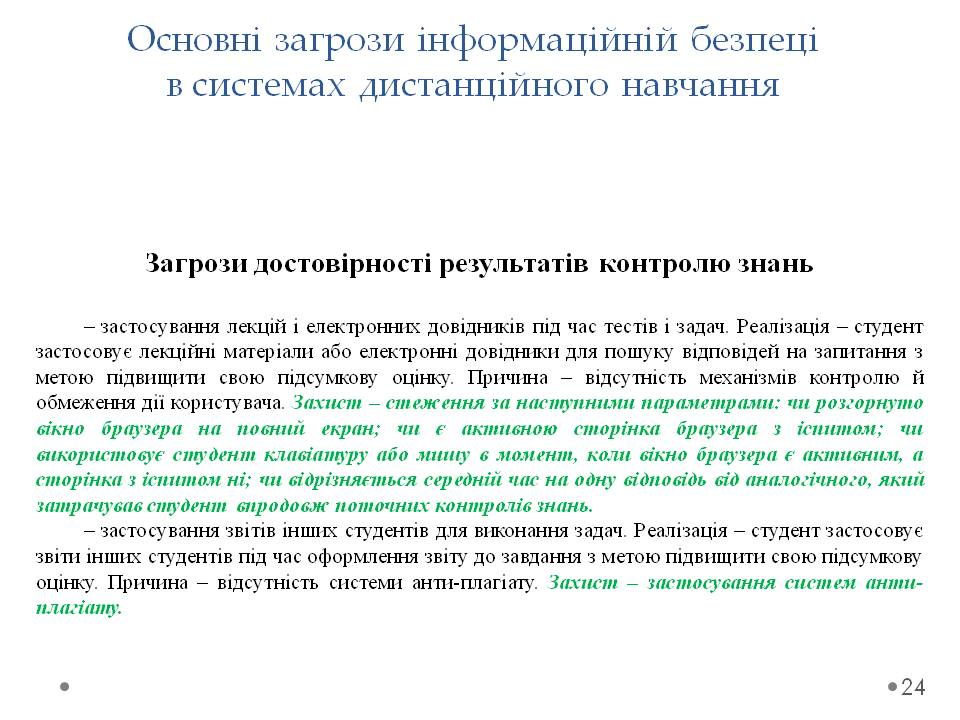 Основні загрози інформаційній безпеці
в системах дистанційного навчання
Загрози достовірності результатів контролю знань
– застосування лекцій і електронних довідників під час тестів і задач. Реалізація – студент
застосовує лекційні матеріали або електронні довідники для пошуку відповідей на запитання з
метою підвищити свою підсумкову оцінку. Причина – відсутність механізмів контролю й
обмеження дії користувача. Захист – стеження за наступними параметрами: чи розгорнуто
вікно браузера на повний екран; чи є активною сторінка браузера з іспитом; чи
використовує студент клавіатуру або мишу в момент, коли вікно браузера є активним, а
сторінка з іспитом ні; чи відрізняється середній час на одну відповідь від аналогічного, який
затрачував студент впродовж поточних контролів знань.
– застосування звітів інших студентів для виконання задач. Реалізація – студент застосовує
звіти інших студентів під час оформлення звіту до завдання з метою підвищити свою підсумкову
оцінку. Причина – відсутність системи анти-плагіату. Захист – застосування систем анти-
плагіату.
24